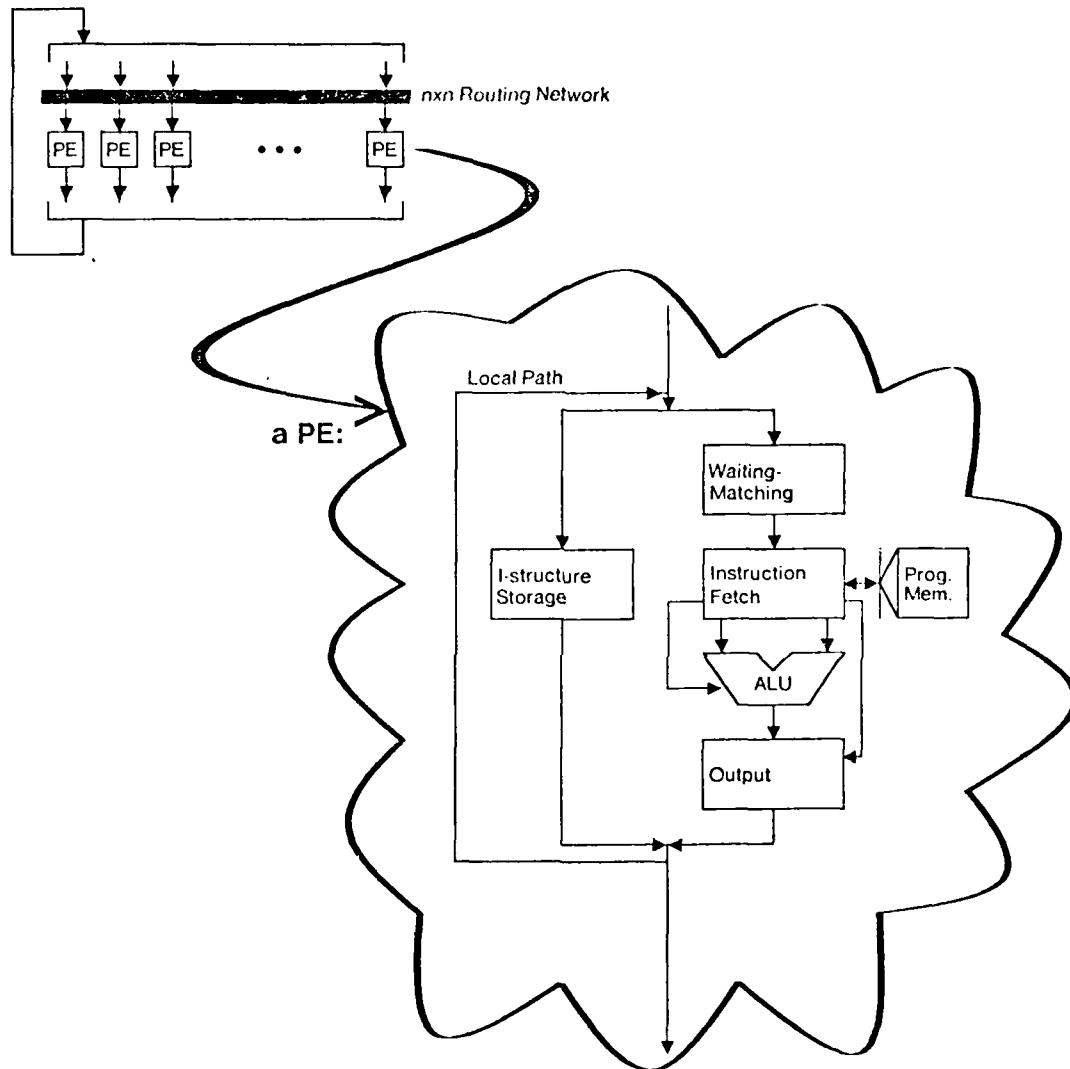 nxn Routing Network
PE PE PE • • • PE
Local Path
a PE:
Waiting-
Matching
I-structure
Storage
Instruction
Fetch
Prog.
Mem.
ALU
Output